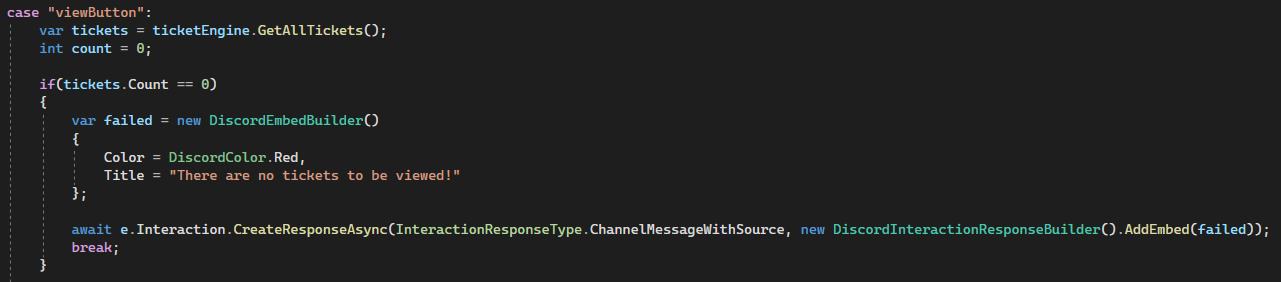 case "viewButton":
var tickets = ticketEngine.GetAllTickets();
int count = 0;
if(tickets.Count == 0)
{
var failed = new DiscordEmbedBuilder()
{
Color = DiscordColor.Red,
Title = "There are no tickets to be viewed!"
};
await e.Interaction.CreateResponseAsync(InteractionResponseType.ChannelMessageWithSource, new DiscordInteractionResponseBuilder().AddEmbed(failed));
break;
}